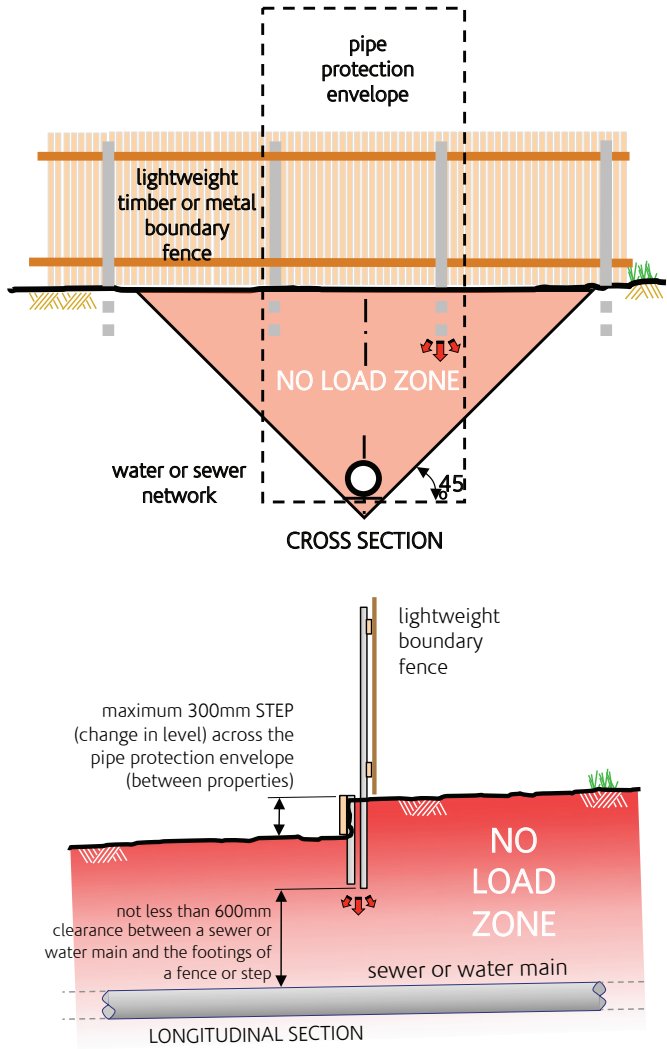 pipe
protection
envelope
lightweight
timber or metal
boundary
fence
NO LOAD ZONE
water or sewer
network
45
o
CROSS SECTION
lightweight
boundary
fence
maximum 300mm STEP
(change in level) across the
pipe protection envelope
(between properties)
NO
LOAD
ZONE
not less than 600mm
clearance between a sewer or
water main and the footings of
a fence or step
sewer or water main
LONGITUDINAL SECTION